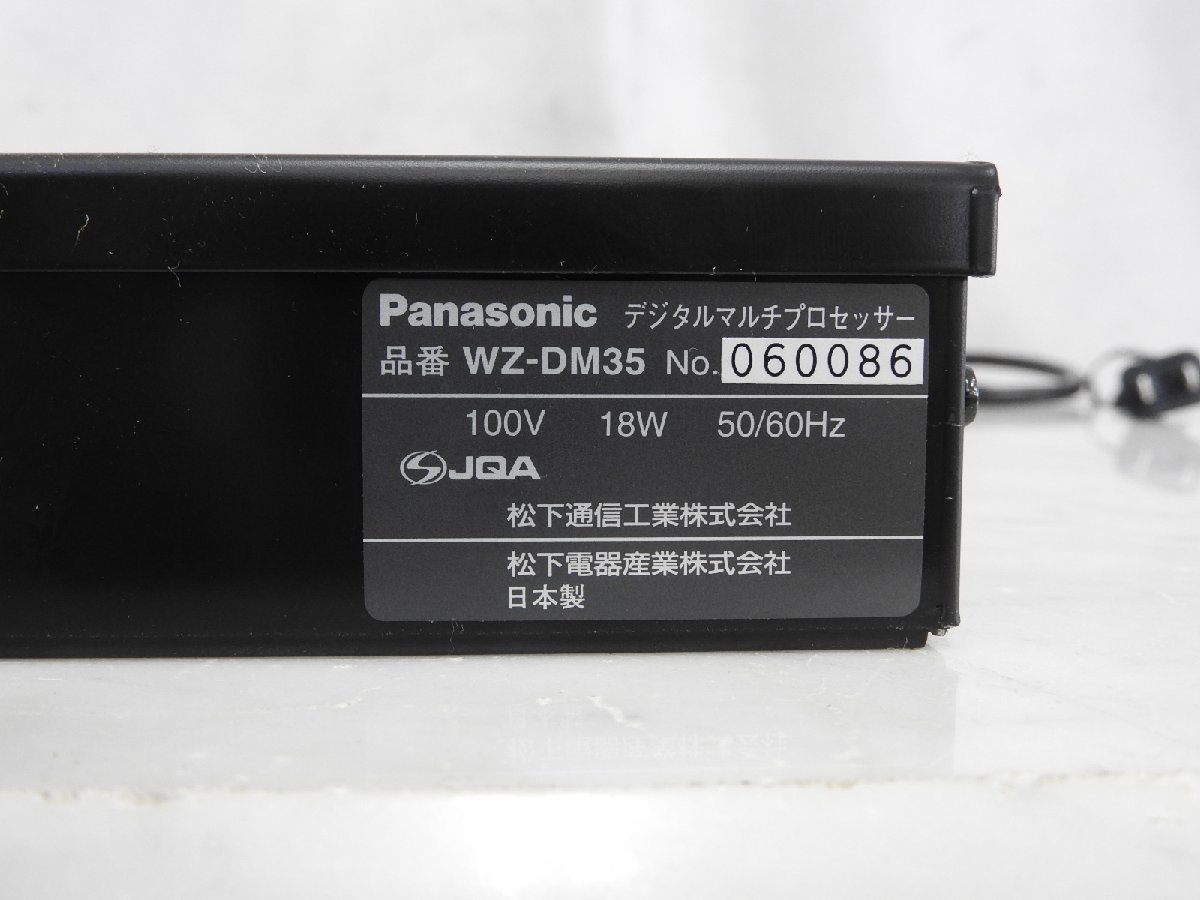 Panasonic デジタルマルチプロセッサー
品番 WZ-DM35 No. 060086
100V 18W 50/60Hz
JQA
松下通信工業株式会社
松下電器産業株式会社
日本製